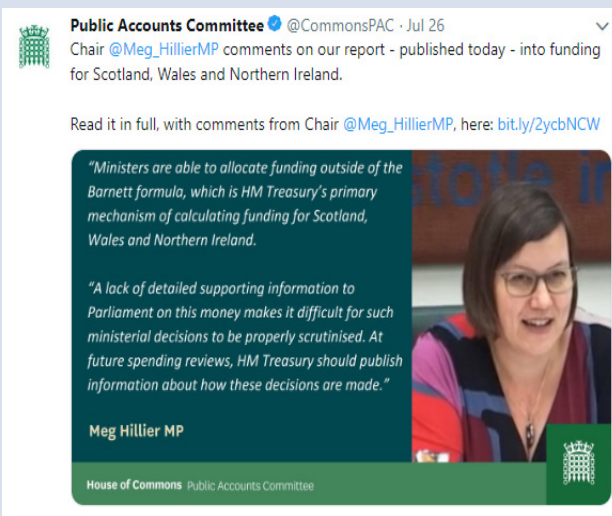 Public Accounts Committee @CommonsPAC · Jul 26
Chair @Meg_HillierMP comments on our report - published today - into funding
for Scotland, Wales and Northern Ireland.
Read it in full, with comments from Chair @Meg_HillierMP, here: bit.ly/2ycbNCW
“Ministers are able to allocate funding outside of the
Barnett formula, which is HM Treasury’s primary
mechanism of calculating funding for Scotland,
Wales and Northern Ireland.
“A lack of detailed supporting information to
Parliament on this money makes it difficult for such
ministerial decisions to be properly scrutinised. At
future spending reviews, HM Treasury should publish
information about how these decisions are made.”
Meg Hillier MP
House of Commons Public Accounts Committee